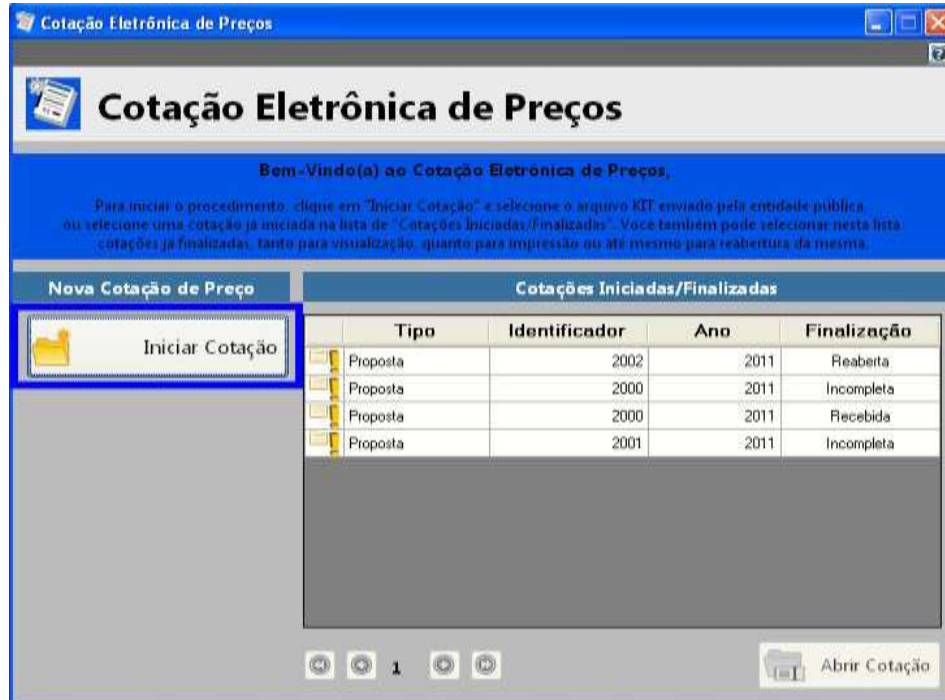 Cotação Eletrônica de Preços
Cotação Eletrônica de Preços
Bem-Vindo(a) ao Cotação Eletrônica de Preços,
Para iniciar o procedimento, clique em "Iniciar Cotação" e selecione o arquivo KIT enviado pela entidade pública,
ou selecione uma cotação já iniciada na lista de "Cotações Iniciadas/Finalizadas". Você também pode selecionar nesta lista
cotações já finalizadas, tanto para visualização, quanto para impressão ou até mesmo para reabertura da mesma.
Nova Cotação de Preço
Cotações Iniciadas/Finalizadas
Iniciar Cotação
Tipo Identificador Ano Finalização
Proposta 2002 2011 Reaberta
Proposta 2000 2011 Incompleta
Proposta 2000 2011 Recebida
Proposta 2001 2011 Incompleta
1
Abrir Cotação